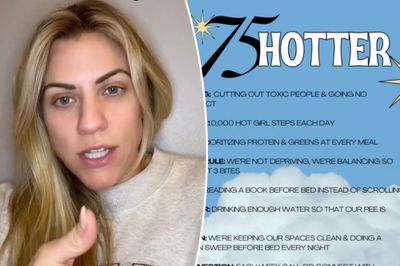 75 HOTTER
: CUTTING OUT TOXIC PEOPLE & GOING NO
CT
10,000 HOT GIRL STEPS EACH DAY
ORITIZING PROTEIN & GREENS AT EVERY MEAL
RULE: WE'RE NOT DEPRIVING, WE'RE BALANCING SO
T 3 BITES
READING A BOOK BEFORE BED INSTEAD OF SCROLLING
R: DRINKING ENOUGH WATER SO THAT OUR PEE IS
N: WE'RE KEEPING OUR SPACES CLEAN & DOING A
N SWEEP BEFORE BED EVERY NIGHT